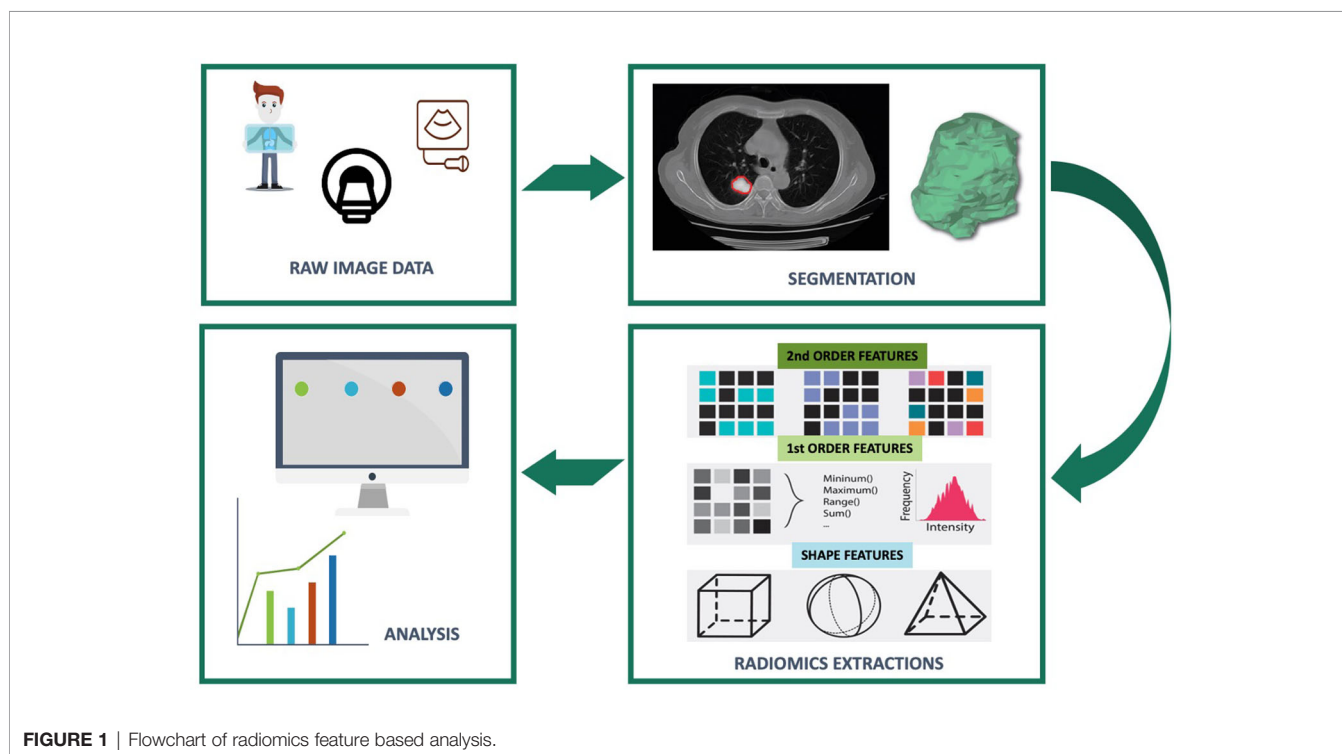 RAW IMAGE DATA
SEGMENTATION
2nd ORDER FEATURES
1st ORDER FEATURES
Mininum()
Maximum()
Range()
Sum()
...
Frequency
Intensity
SHAPE FEATURES
RADIOMICS EXTRACTIONS
ANALYSIS
FIGURE 1 | Flowchart of radiomics feature based analysis.